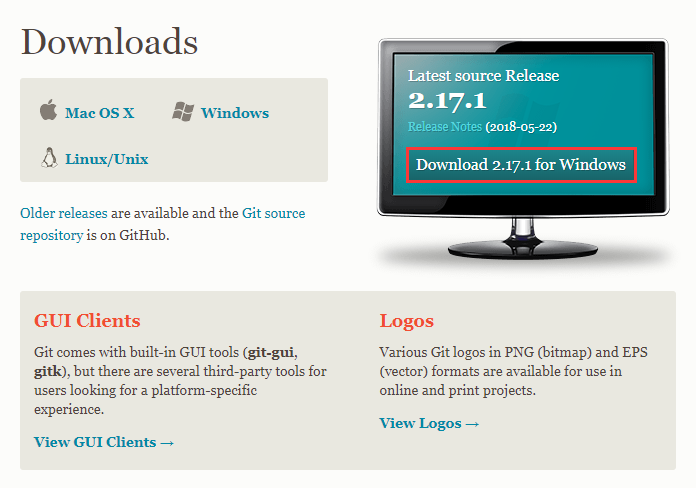 Downloads
Mac OS X
Windows
Linux/Unix
Older releases are available and the Git source
repository is on GitHub.
Latest source Release
2.17.1
Release Notes (2018-05-22)
Download 2.17.1 for Windows
GUI Clients
Git comes with built-in GUI tools (git-gui,
gitk), but there are several third-party tools for
users looking for a platform-specific
experience.
View GUI Clients →
Logos
Various Git logos in PNG (bitmap) and EPS
(vector) formats are available for use in
online and print projects.
View Logos →